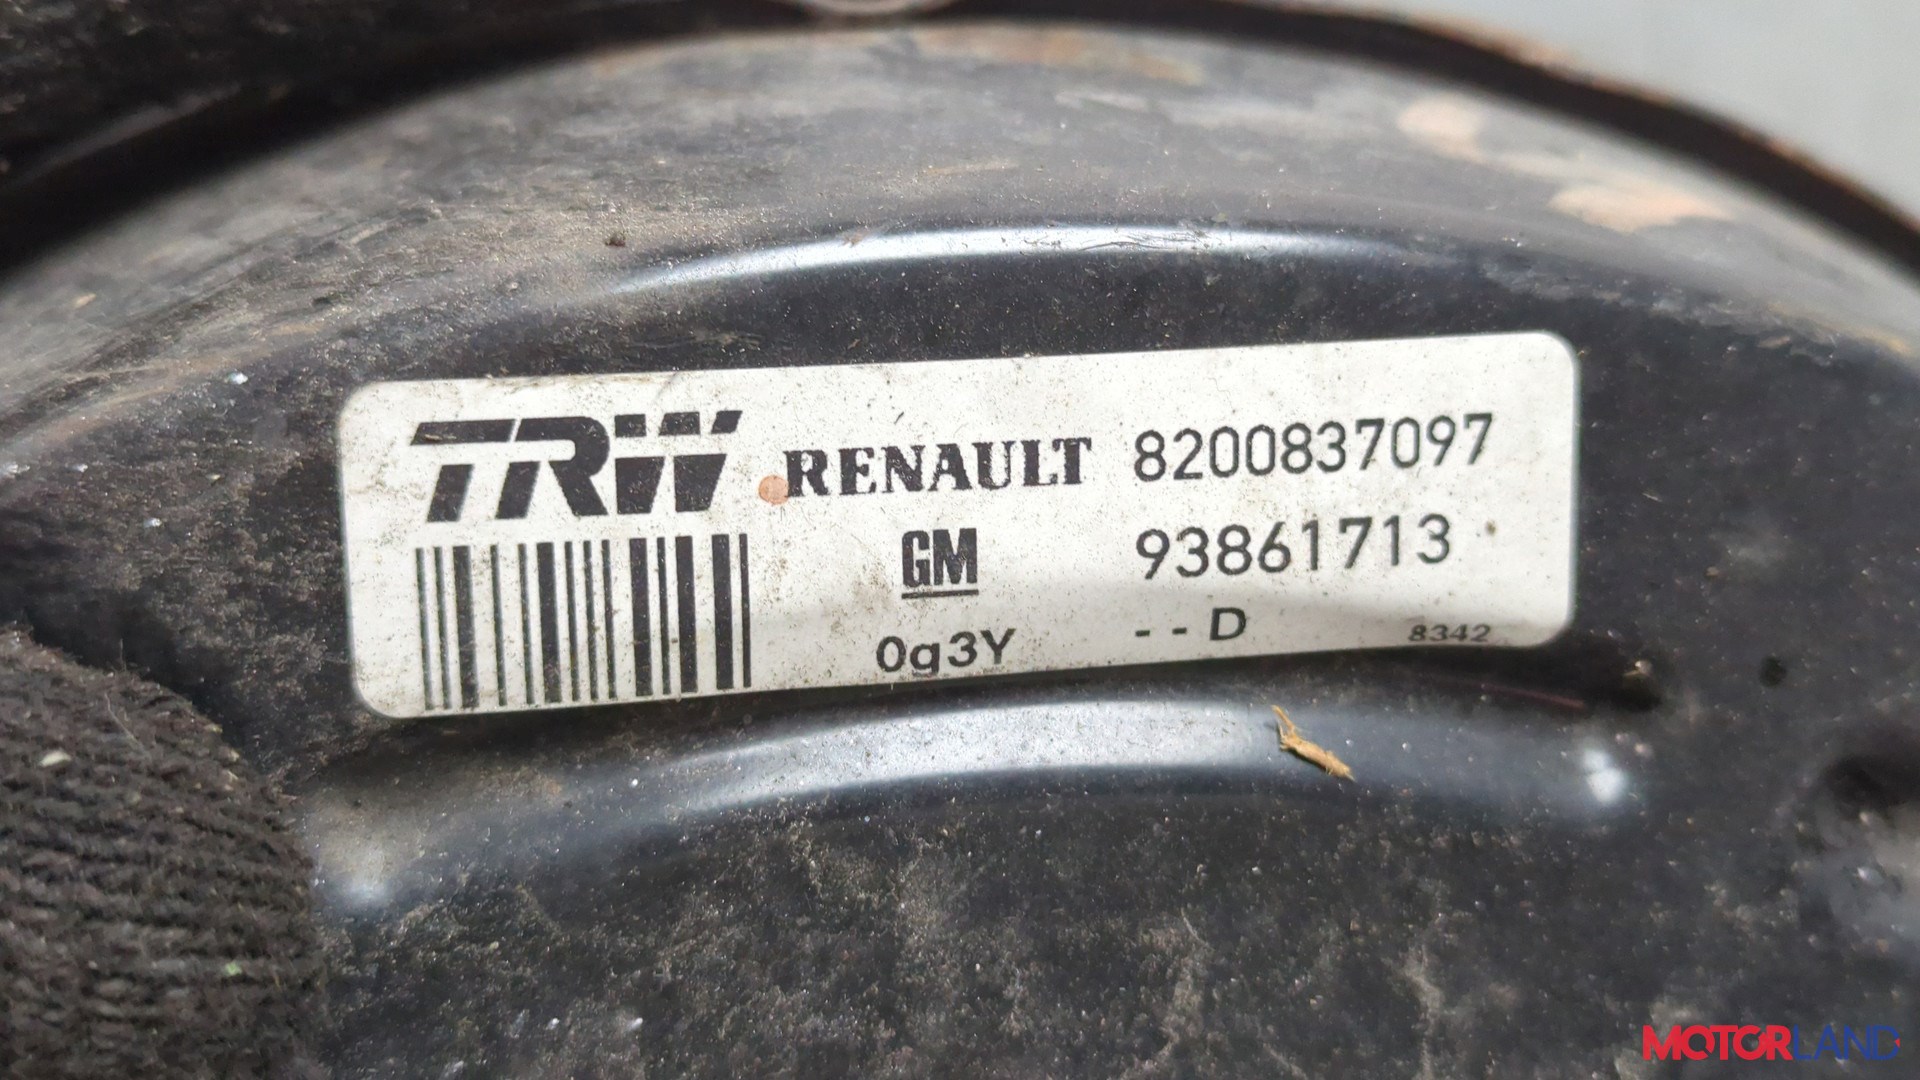 TRW RENAULT 8200837097
GM 93861713
0g3Y -- D 8342
MOTORLAND